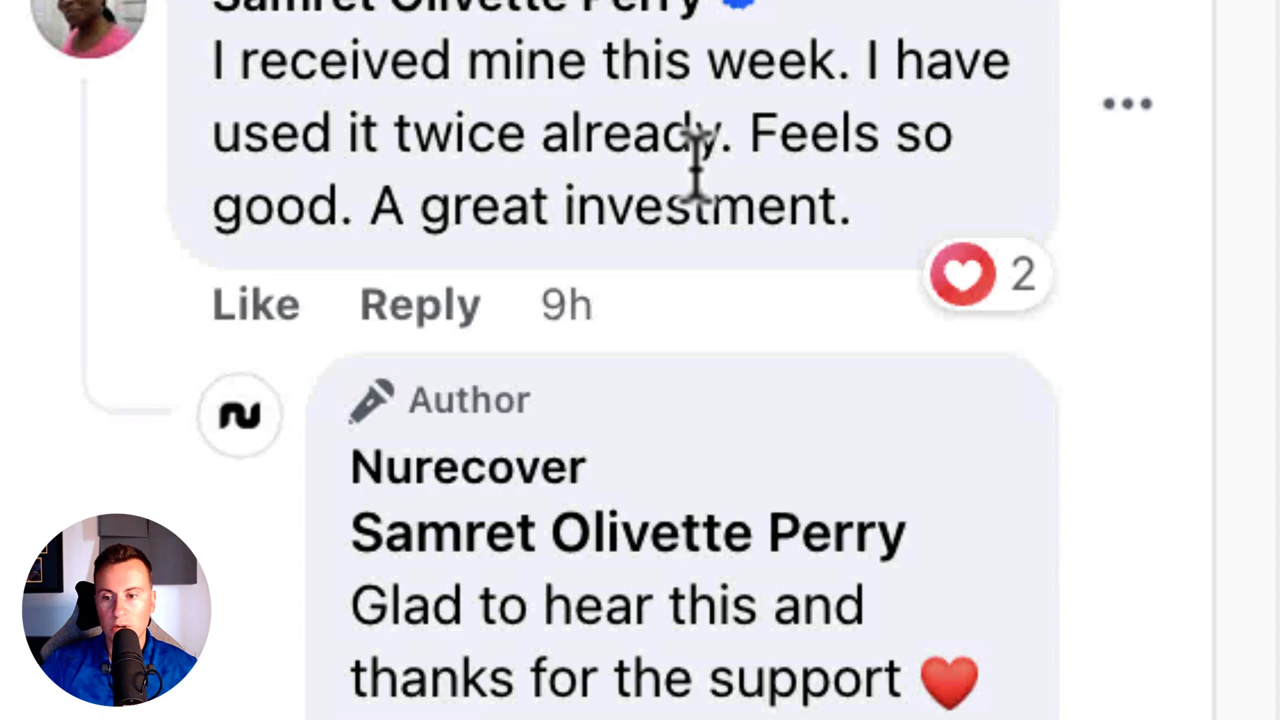 Samret Olivette Perry
I received mine this week. I have
used it twice already. Feels so
good. A great investment.
2
Like Reply 9h
Author
Nurecover
Samret Olivette Perry
Glad to hear this and
thanks for the support